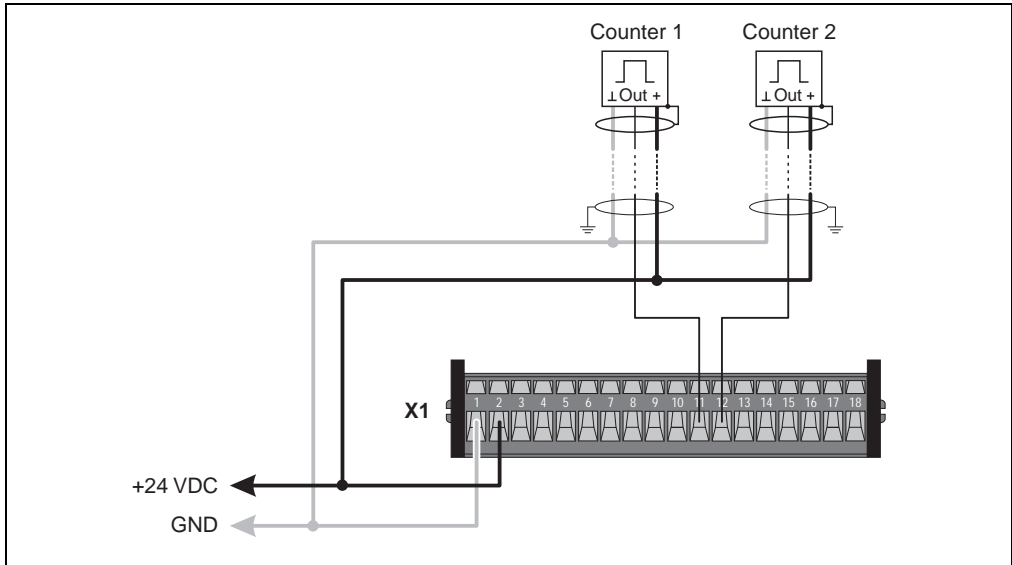 Counter 1 Counter 2
⊥ Out + ⊥ Out +
X1
1 2 3 4 5 6 7 8 9 10 11 12 13 14 15 16 17 18
+24 VDC
GND